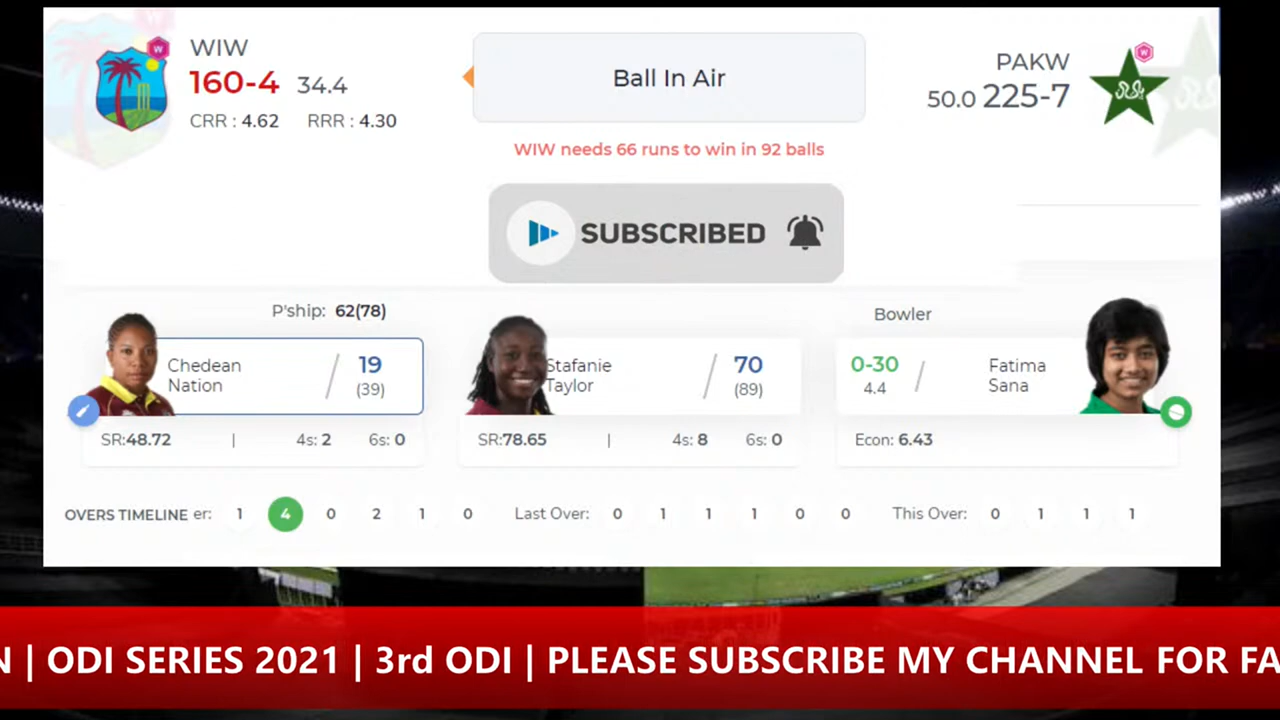 WIW
160-4 34.4
CRR : 4.62 RRR : 4.30
Ball In Air
WIW needs 66 runs to win in 92 balls
PAKW
50.0 225-7
W
W
SUBSCRIBED
P'ship: 62(78)
Bowler
Chedean
Nation
19
(39)
Stafanie
Taylor
70
(89)
0-30
4.4
Fatima
Sana
SR:48.72 | 4s: 2 6s: 0
SR:78.65 | 4s: 8 6s: 0
Econ: 6.43
OVERS TIMELINE er: 1 4 0 2 1 0 Last Over: 0 1 1 1 0 0 This Over: 0 1 1 1
N | ODI SERIES 2021 | 3rd ODI | PLEASE SUBSCRIBE MY CHANNEL FOR FA